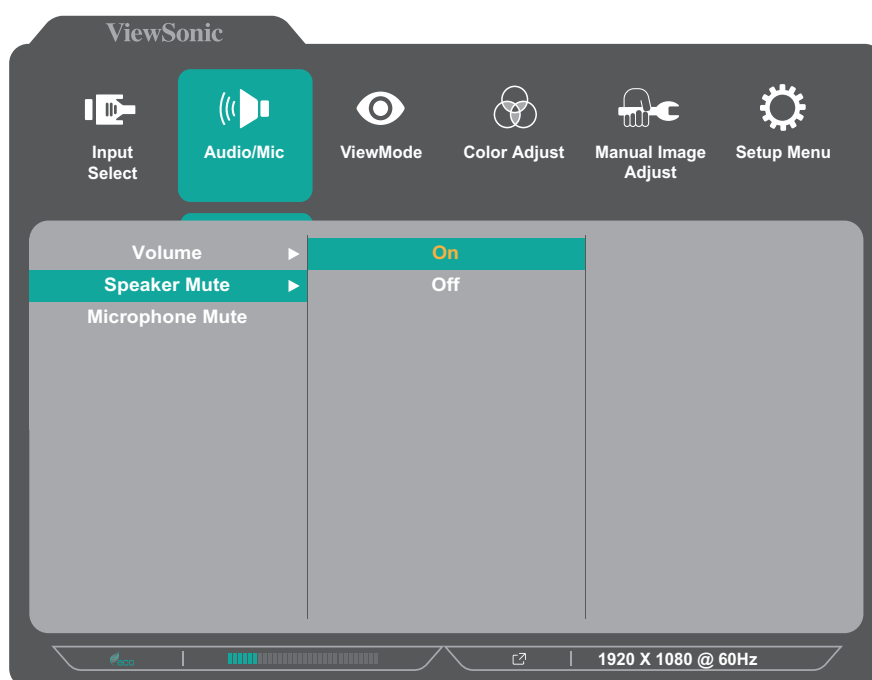 ViewSonic
Input
Select
Audio/Mic
ViewMode
Color Adjust
Manual Image
Adjust
Setup Menu
Volume
On
Speaker Mute
Off
Microphone Mute
eco
1920 X 1080 @ 60Hz